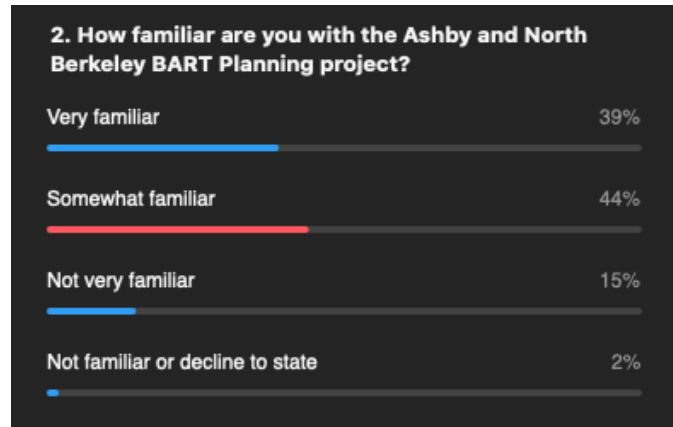 2. How familiar are you with the Ashby and North
Berkeley BART Planning project?
Very familiar 39%
Somewhat familiar 44%
Not very familiar 15%
Not familiar or decline to state 2%